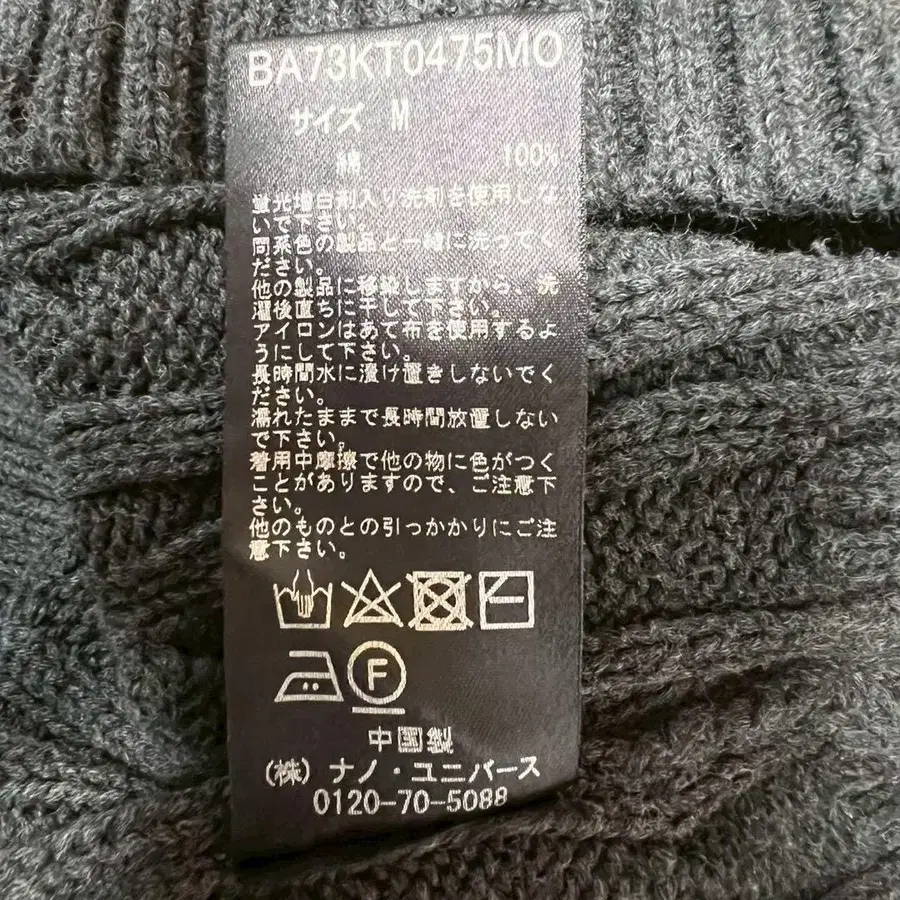 BA73KT0475MO
サイズ M
綿 100%
蛍光増白剤入り洗剤を使用しな
いで下さい。
同系色の製品と一緒に洗ってく
ださい。
他の製品に移染しますから、洗
濯後直ちに干して下さい。
アイロンはあて布を使用するよ
うにして下さい。
長時間水に漬け置きしないでく
ださい。
濡れたままで長時間放置しない
で下さい。
着用中摩擦で他の物に色がつく
ことがありますので、ご注意下
さい。
他のものとの引っかかりにご注
意下さい。
F
中国製
(株) ナノ・ユニバース
0120-70-5088